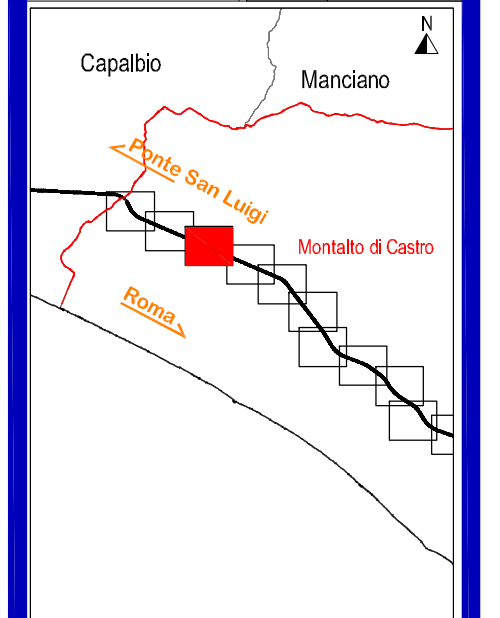 N
Capalbio
Manciano
Ponte San Luigi
Montalto di Castro
Roma